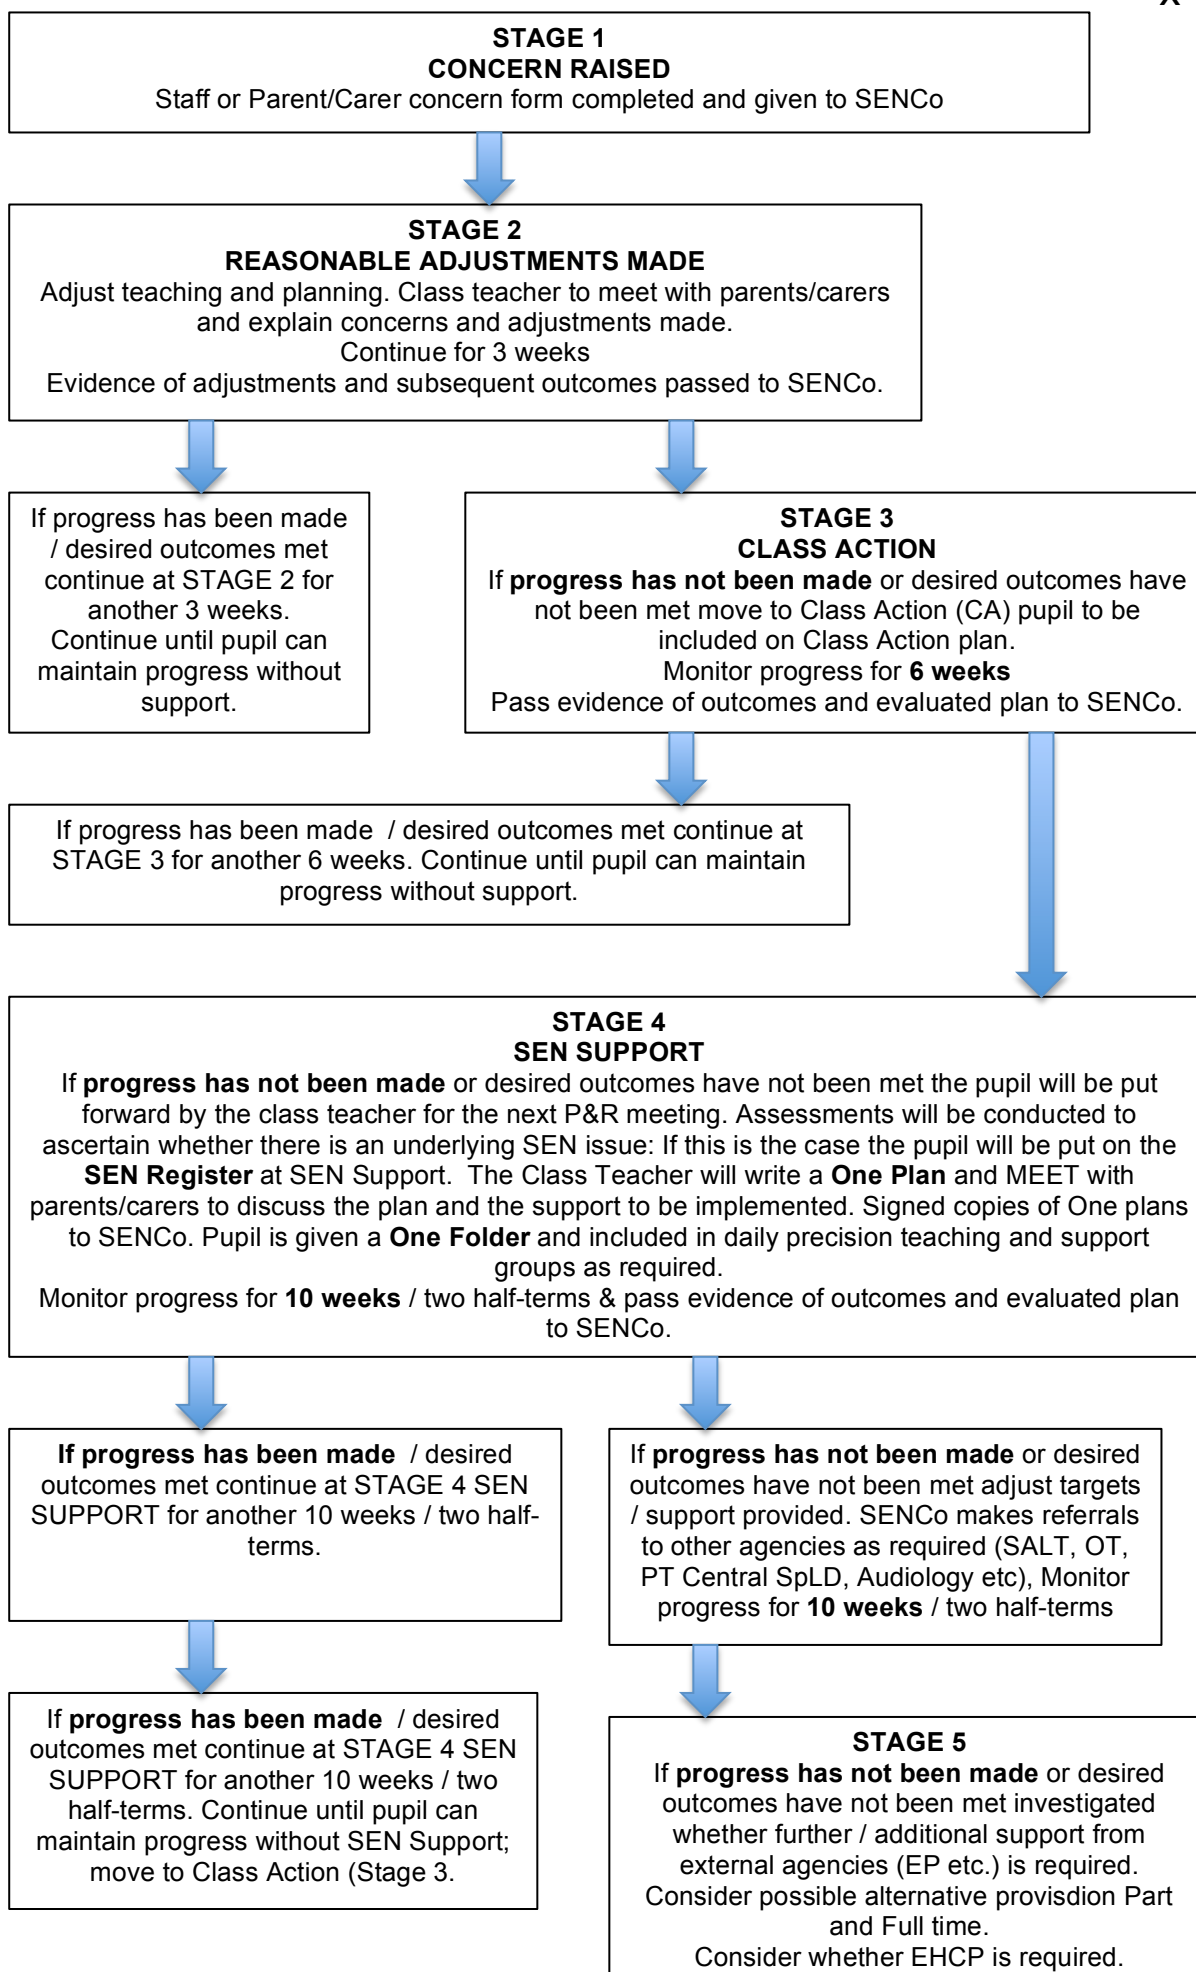 STAGE 1
CONCERN RAISED
Staff or Parent/Carer concern form completed and given to SENCo
STAGE 2
REASONABLE ADJUSTMENTS MADE
Adjust teaching and planning. Class teacher to meet with parents/carers
and explain concerns and adjustments made.
Continue for 3 weeks
Evidence of adjustments and subsequent outcomes passed to SENCo.
If progress has been made
/ desired outcomes met
continue at STAGE 2 for
another 3 weeks.
Continue until pupil can
maintain progress without
support.
STAGE 3
CLASS ACTION
If progress has not been made or desired outcomes have
not been met move to Class Action (CA) pupil to be
included on Class Action plan.
Monitor progress for 6 weeks
Pass evidence of outcomes and evaluated plan to SENCo.
If progress has been made / desired outcomes met continue at
STAGE 3 for another 6 weeks. Continue until pupil can maintain
progress without support.
STAGE 4
SEN SUPPORT
If progress has not been made or desired outcomes have not been met the pupil will be put
forward by the class teacher for the next P&R meeting. Assessments will be conducted to
ascertain whether there is an underlying SEN issue: If this is the case the pupil will be put on the
SEN Register at SEN Support. The Class Teacher will write a One Plan and MEET with
parents/carers to discuss the plan and the support to be implemented. Signed copies of One plans
to SENCo. Pupil is given a One Folder and included in daily precision teaching and support
groups as required.
Monitor progress for 10 weeks / two half-terms & pass evidence of outcomes and evaluated plan
to SENCo.
If progress has been made / desired
outcomes met continue at STAGE 4 SEN
SUPPORT for another 10 weeks / two half-
terms.
If progress has not been made or desired
outcomes have not been met adjust targets
/ support provided. SENCo makes referrals
to other agencies as required (SALT, OT,
PT Central SpLD, Audiology etc), Monitor
progress for 10 weeks / two half-terms
If progress has been made / desired
outcomes met continue at STAGE 4 SEN
SUPPORT for another 10 weeks / two
half-terms. Continue until pupil can
maintain progress without SEN Support;
move to Class Action (Stage 3.
STAGE 5
If progress has not been made or desired
outcomes have not been met investigated
whether further / additional support from
external agencies (EP etc.) is required.
Consider possible alternative provisdion Part
and Full time.
Consider whether EHCP is required.